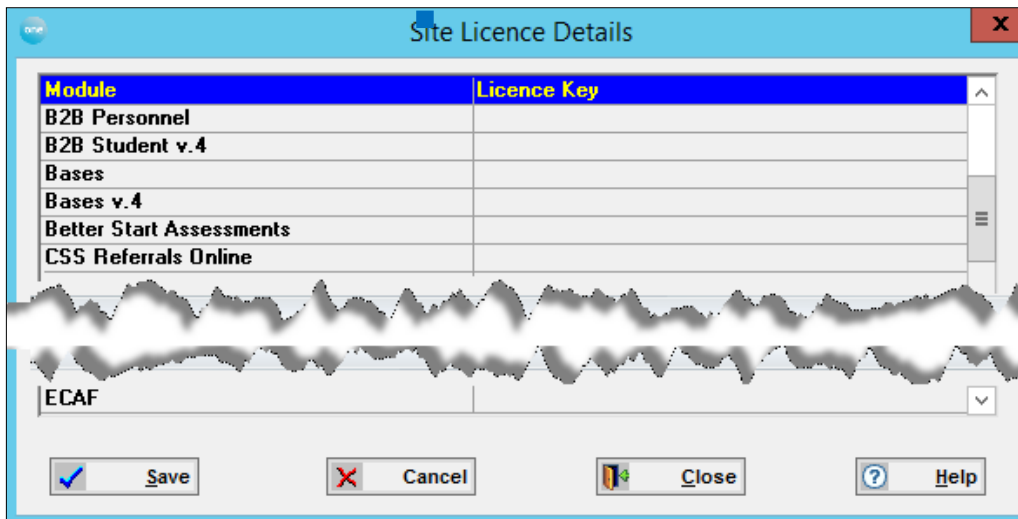 one
Site Licence Details
x
Module Licence Key
B2B Personnel
B2B Student v.4
Bases
Bases v.4
Better Start Assessments
CSS Referrals Online
ECAF
Save Cancel Close Help